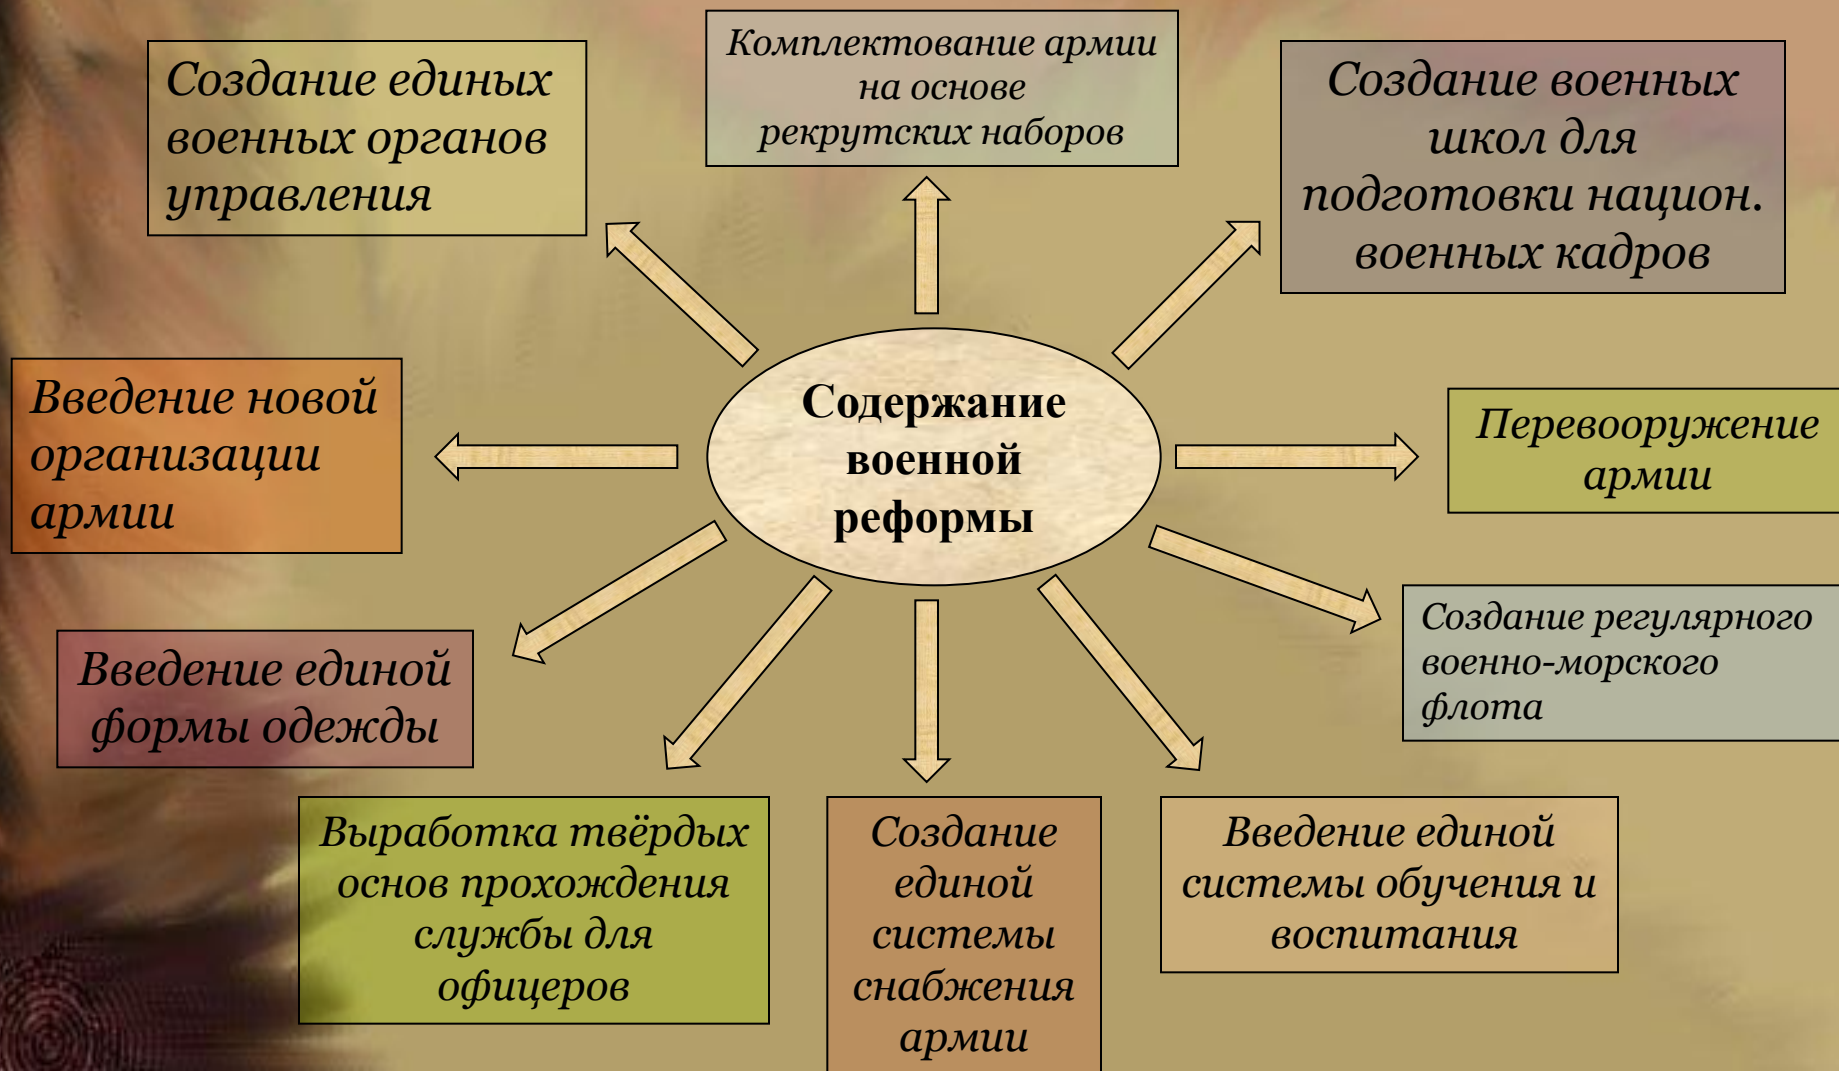 Создание единых
военных органов
управления
Комплектование армии
на основе
рекрутских наборов
Создание военных
школ для
подготовки национ.
военных кадров
Введение новой
организации
армии
Содержание
военной
реформы
Перевооружение
армии
Создание регулярного
военно-морского
флота
Введение единой
формы одежды
Выработка твёрдых
основ прохождения
службы для
офицеров
Создание
единой
системы
снабжения
армии
Введение единой
системы обучения и
воспитания